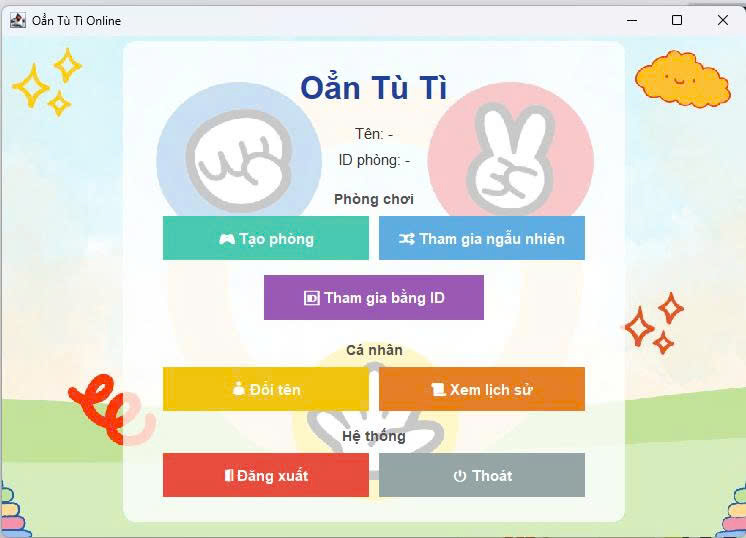 Oẳn Tù Tì Online
Oẳn Tù Tì
Tên: -
ID phòng: -
Phòng chơi
Tạo phòng
Tham gia ngẫu nhiên
Tham gia bằng ID
Cá nhân
Đổi tên
Xem lịch sử
Hệ thống
Đăng xuất
Thoát